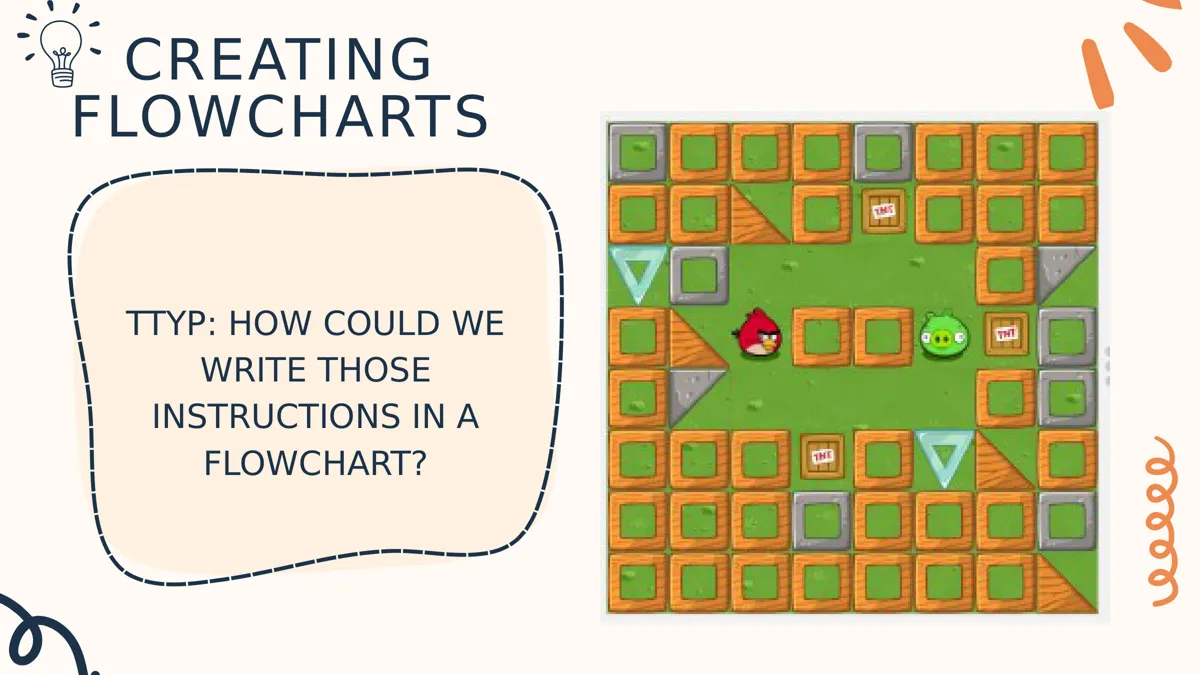 CREATING
FLOWCHARTS
TTYP: HOW COULD WE
WRITE THOSE
INSTRUCTIONS IN A
FLOWCHART?
TNT
TNT
TNT